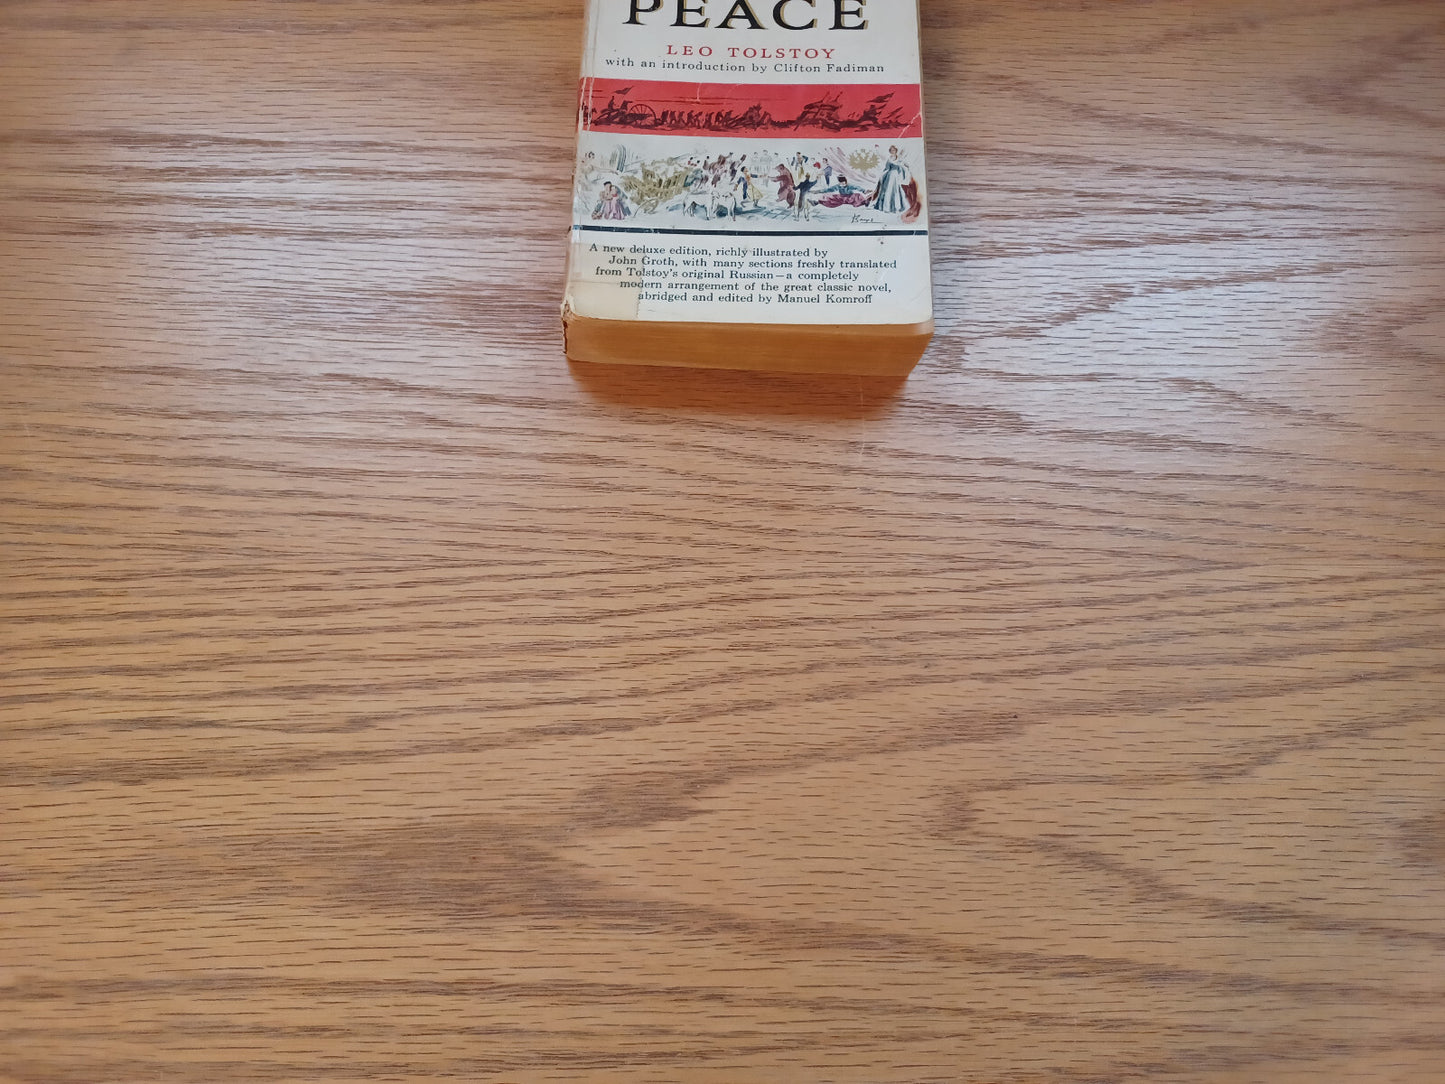 PEACE
LEO TOLSTOY
with an introduction by Clifton Fadiman
A new deluxe edition, richly illustrated by
John Groth, with many sections freshly translated
from Tolstoy's original Russian—a completely
modern arrangement of the great classic novel,
abridged and edited by Manuel Komroff